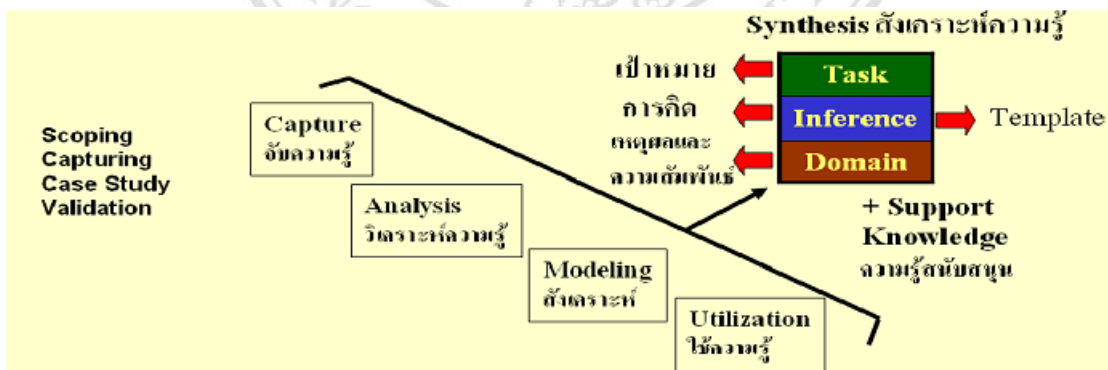 Synthesis สังเคราะห์ความรู้
เป้าหมาย
Task
การคิด
Inference
Template
เหตุผลและ
ความสัมพันธ์
Domain
Scoping
Capturing
Case Study
Validation
Capture
จับความรู้
Analysis
วิเคราะห์ความรู้
Modeling
สังเคราะห์
Utilization
ใช้ความรู้
+ Support
Knowledge
ความรู้สนับสนุน